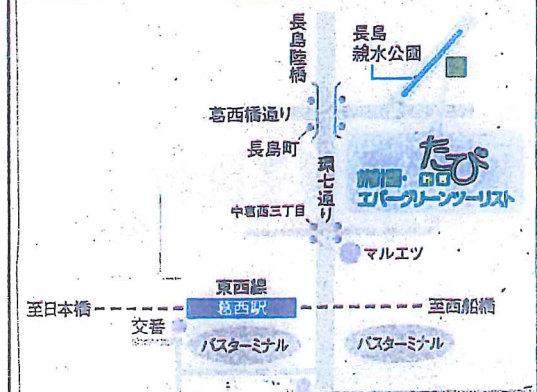 長島陸橋
長島
親水公園
葛西橋通り
長島町
環七通り
たび
エバーグリーンツーリスト
中葛西三丁目
マルエツ
東西線
至日本橋
葛西駅
至西船橋
交番
バスターミナル
バスターミナル